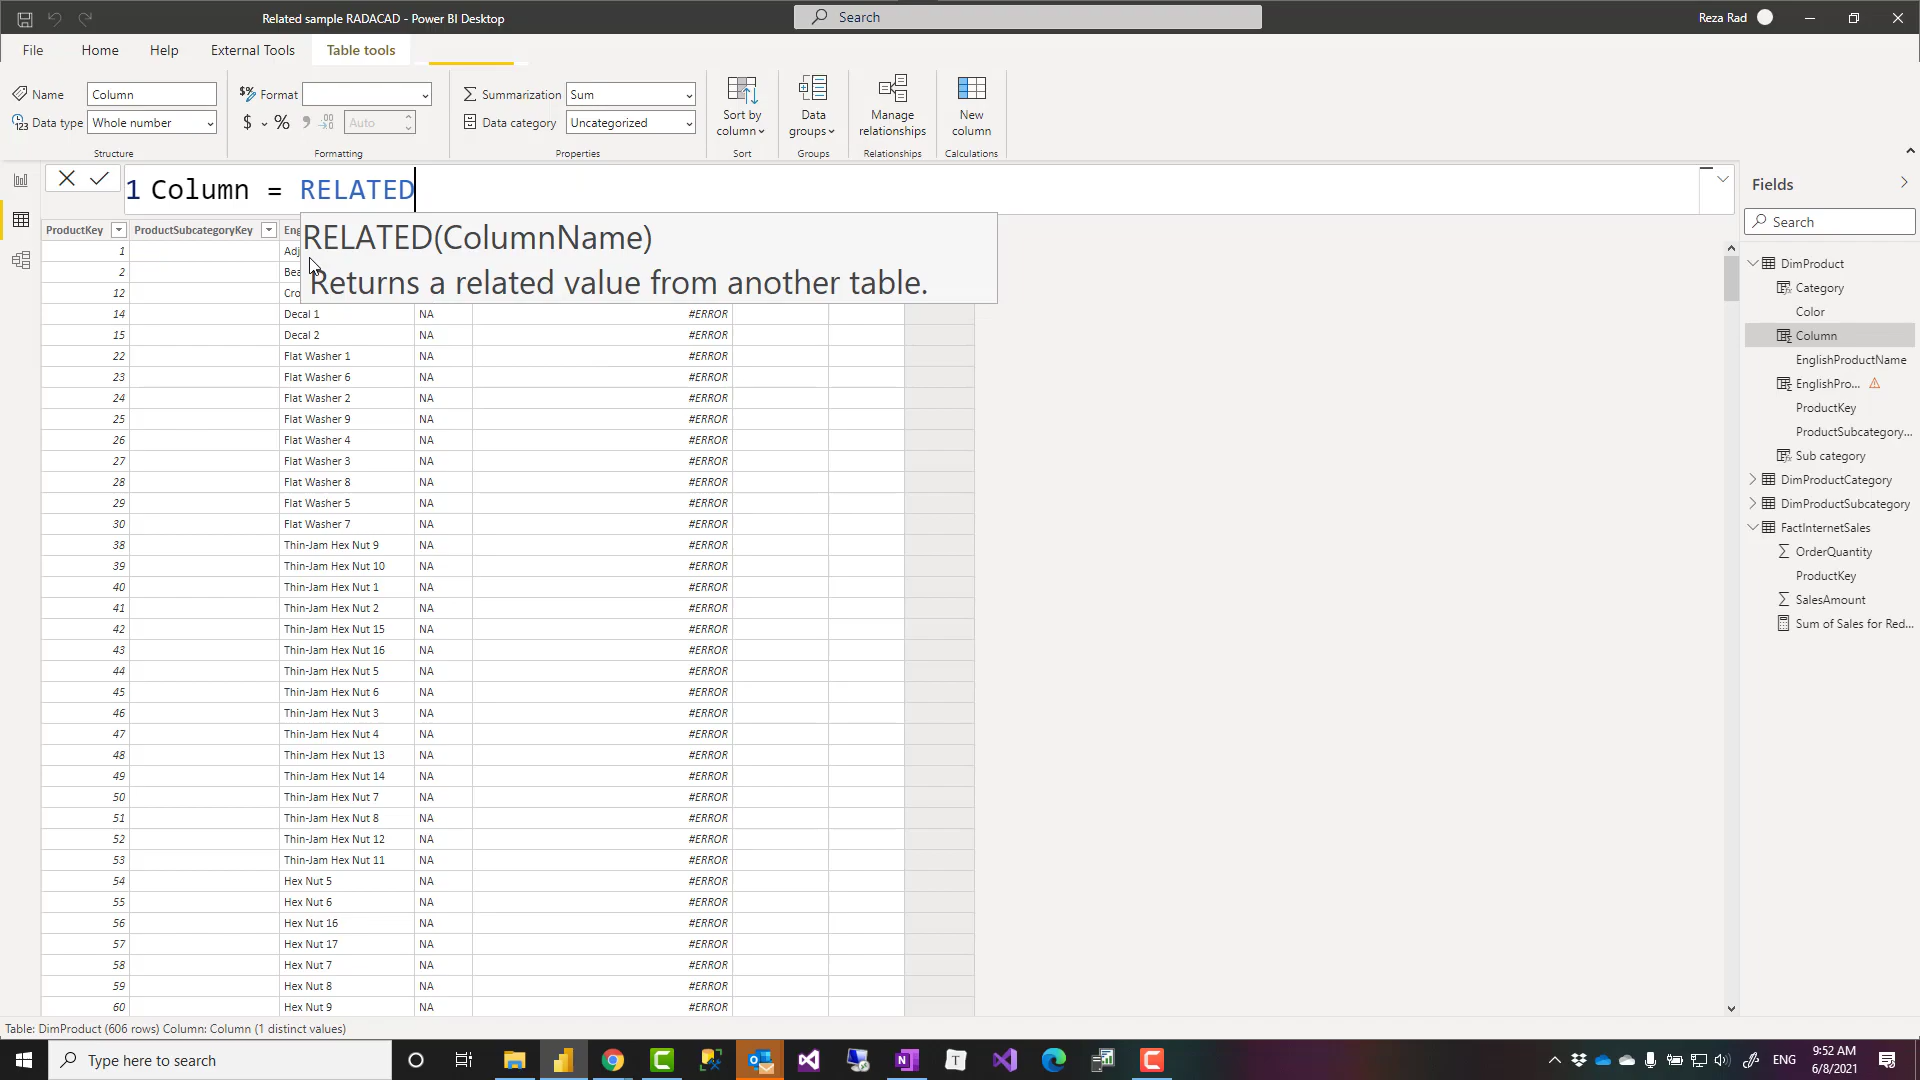 Related sample RADACAD - Power BI Desktop
Search
Reza Rad
File
Home
Help
External Tools
Table tools
Name
Column
Data type
Whole number
Structure
Format
$
%
Auto
Formatting
Summarization
Sum
Data category
Uncategorized
Properties
Sort by
column
Sort
Data
groups
Groups
Manage
relationships
Relationships
New
column
Calculations
1 Column = RELATED
RELATED(ColumnName)
Returns a related value from another table.
ProductKey ProductSubcategoryKey Eng
1 Adj
2 Bea
12 Cro
14 Decal 1 NA #ERROR
15 Decal 2 NA #ERROR
22 Flat Washer 1 NA #ERROR
23 Flat Washer 6 NA #ERROR
24 Flat Washer 2 NA #ERROR
25 Flat Washer 9 NA #ERROR
26 Flat Washer 4 NA #ERROR
27 Flat Washer 3 NA #ERROR
28 Flat Washer 8 NA #ERROR
29 Flat Washer 5 NA #ERROR
30 Flat Washer 7 NA #ERROR
38 Thin-Jam Hex Nut 9 NA #ERROR
39 Thin-Jam Hex Nut 10 NA #ERROR
40 Thin-Jam Hex Nut 1 NA #ERROR
41 Thin-Jam Hex Nut 2 NA #ERROR
42 Thin-Jam Hex Nut 15 NA #ERROR
43 Thin-Jam Hex Nut 16 NA #ERROR
44 Thin-Jam Hex Nut 5 NA #ERROR
45 Thin-Jam Hex Nut 6 NA #ERROR
46 Thin-Jam Hex Nut 3 NA #ERROR
47 Thin-Jam Hex Nut 4 NA #ERROR
48 Thin-Jam Hex Nut 13 NA #ERROR
49 Thin-Jam Hex Nut 14 NA #ERROR
50 Thin-Jam Hex Nut 7 NA #ERROR
51 Thin-Jam Hex Nut 8 NA #ERROR
52 Thin-Jam Hex Nut 12 NA #ERROR
53 Thin-Jam Hex Nut 11 NA #ERROR
54 Hex Nut 5 NA #ERROR
55 Hex Nut 6 NA #ERROR
56 Hex Nut 16 NA #ERROR
57 Hex Nut 17 NA #ERROR
58 Hex Nut 7 NA #ERROR
59 Hex Nut 8 NA #ERROR
60 Hex Nut 9 NA #ERROR
Fields
Search
DimProduct
Category
Color
Column
EnglishProductName
EnglishPro...
ProductKey
ProductSubcategory...
Sub category
DimProductCategory
DimProductSubcategory
FactInternetSales
OrderQuantity
ProductKey
SalesAmount
Sum of Sales for Red...
Table: DimProduct (606 rows) Column: Column (1 distinct values)
Type here to search
ENG
9:52 AM
6/8/2021